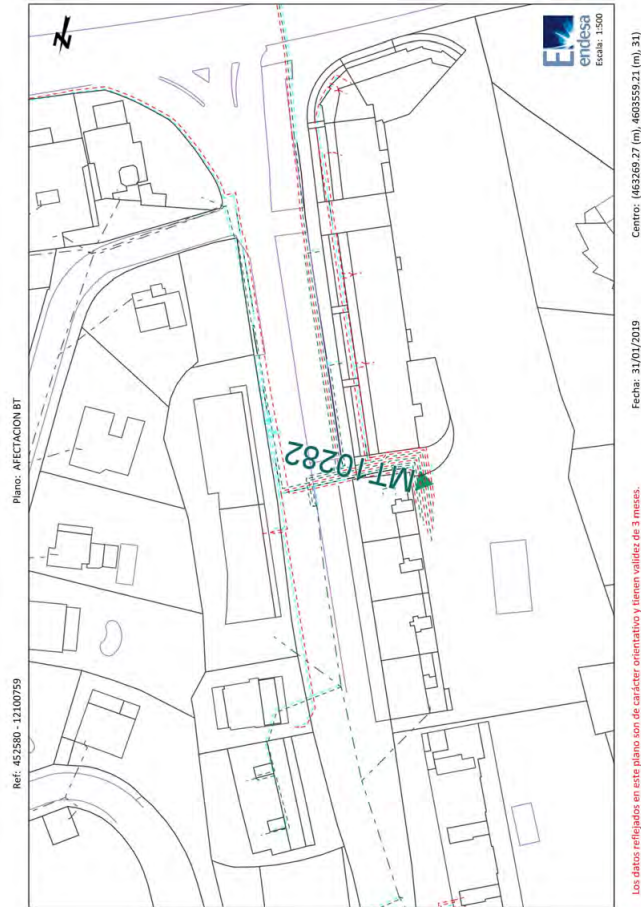 Ref: 452580 - 12100759
Plano: AFECTACION BT
N
endesa
Escala: 1:500
MT10282
Los datos reflejados en este plano son de carácter orientativo y tienen validez de 3 meses.
Fecha: 31/01/2019
Centro: (463269.27 (m), 4603559.21 (m), 31)